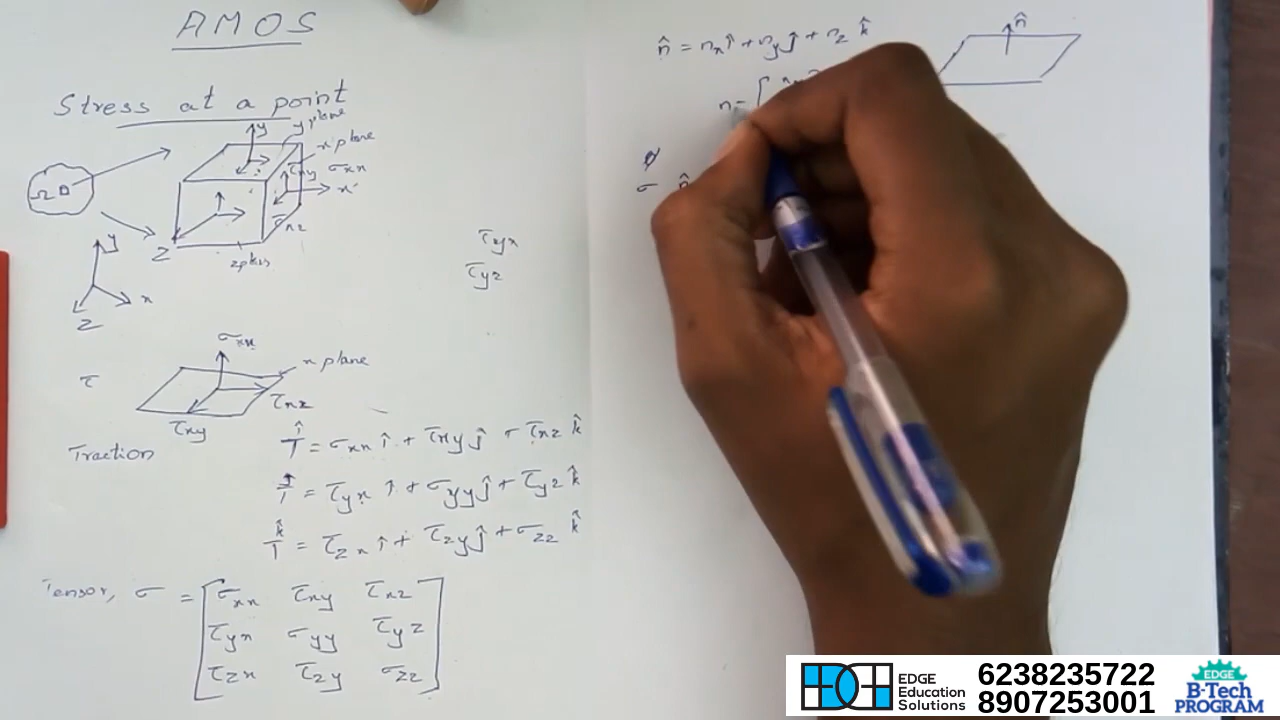 AMOS
Stress at a point
y
y plane
x plane
τxy
σxx
x
τxz
Z
z plane
y
x
Z
τyx
τyz
σxx
x plane
τ
τxz
τxy
Traction
T^î = σxx î + τxy ĵ + τxz k̂
T^ĵ = τyx î + σyy ĵ + τyz k̂
T^k̂ = τzx î + τzy ĵ + σzz k̂
Tensor, σ = [σxx τxy τxz
τyx σyy τyz
τzx τzy σzz]
n̂ = nx î + ny ĵ + nz k̂
n̂
n =
σ n̂
EDGE
Education
Solutions
6238235722
8907253001
EDGE
B-Tech
PROGRAM